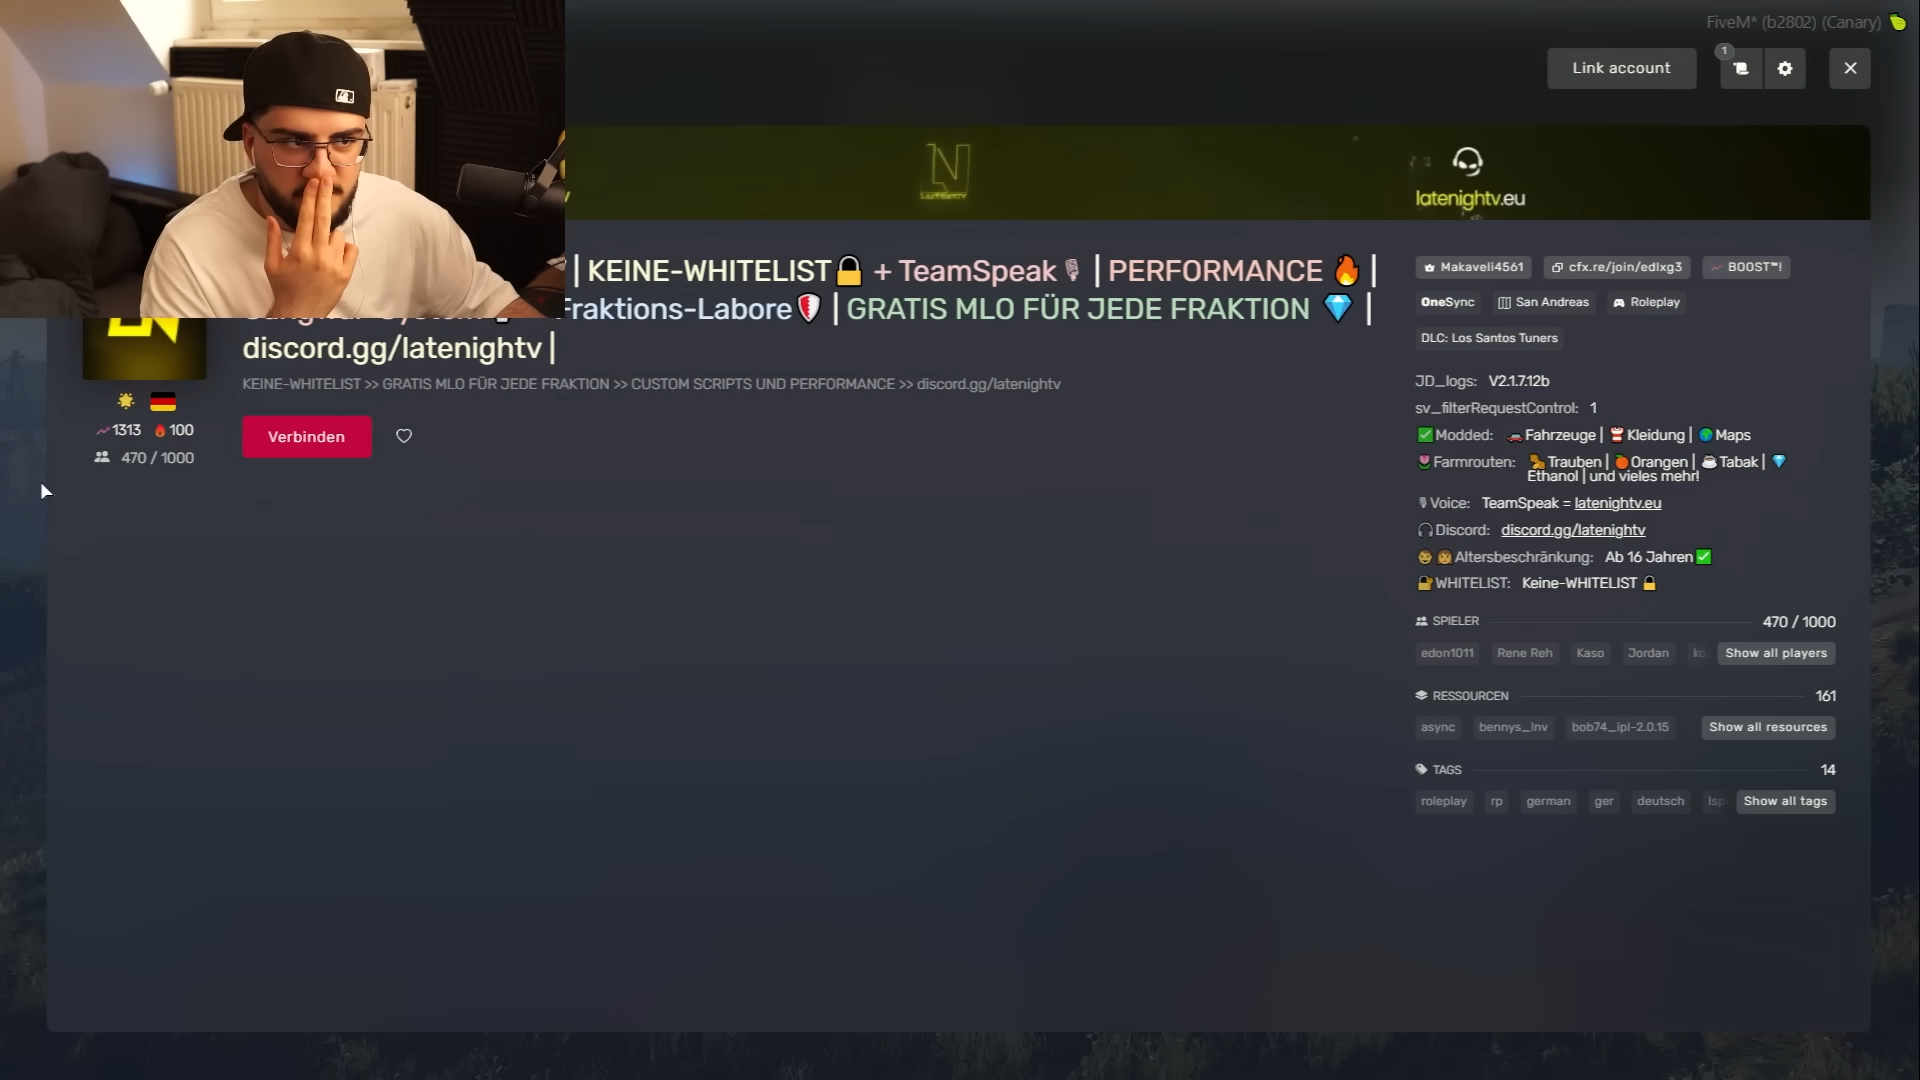 FiveM* (b2802) (Canary)
Link account
1
latenightv.eu
| KEINE-WHITELIST🔒 + TeamSpeak🎙 | PERFORMANCE 🔥 |
Fraktions-Labore🛡 | GRATIS MLO FÜR JEDE FRAKTION 💎 |
discord.gg/latenightv |
KEINE-WHITELIST >> GRATIS MLO FÜR JEDE FRAKTION >> CUSTOM SCRIPTS UND PERFORMANCE >> discord.gg/latenightv
1313 🔥100
470 / 1000
Verbinden
Makaveli4561
cfx.re/join/edlxg3
BOOST™!
OneSync
San Andreas
Roleplay
DLC: Los Santos Tuners
JD_logs: V2.1.7.12b
sv_filterRequestControl: 1
✅Modded: 🚗Fahrzeuge | Kleidung | 🌍Maps
🌷Farmrouten: Trauben | 🍊Orangen | ☕Tabak | 💎
Ethanol | und vieles mehr!
🎙Voice: TeamSpeak = latenightv.eu
🎧Discord: discord.gg/latenightv
👨👩Altersbeschränkung: Ab 16 Jahren✅
🔐WHITELIST: Keine-WHITELIST 🔒
SPIELER 470 / 1000
edon1011 Rene Reh Kaso Jordan Show all players
RESSOURCEN 161
async bennys_lnv bob74_ipl-2.0.15 Show all resources
TAGS 14
roleplay rp german ger deutsch lsp Show all tags